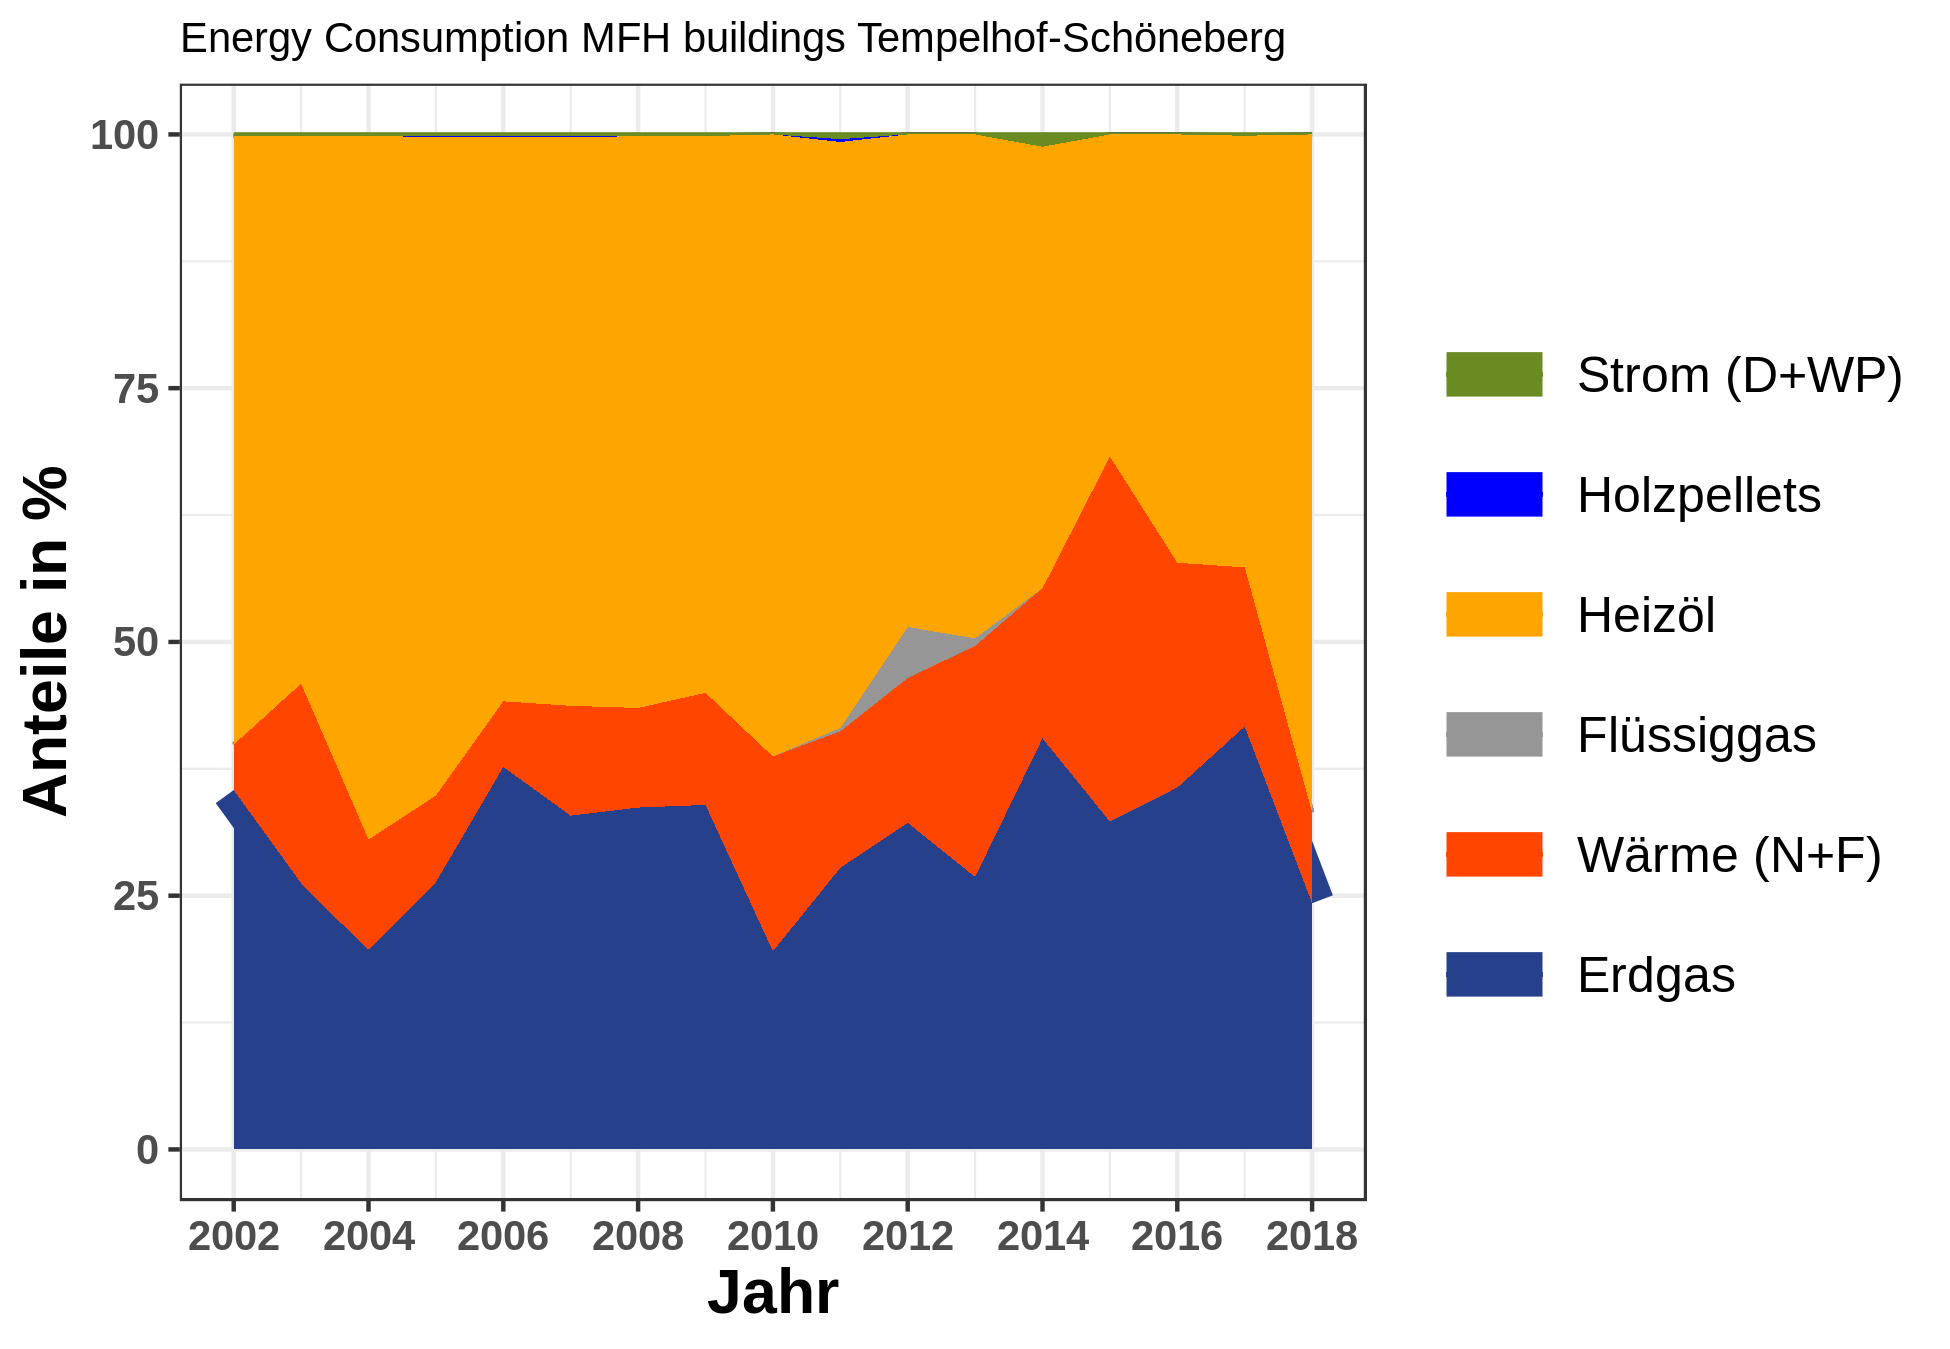 Energy Consumption MFH buildings Tempelhof-Schöneberg
Anteile in %
100
75
50
25
0
2002 2004 2006 2008 2010 2012 2014 2016 2018
Jahr
Strom (D+WP)
Holzpellets
Heizöl
Flüssiggas
Wärme (N+F)
Erdgas